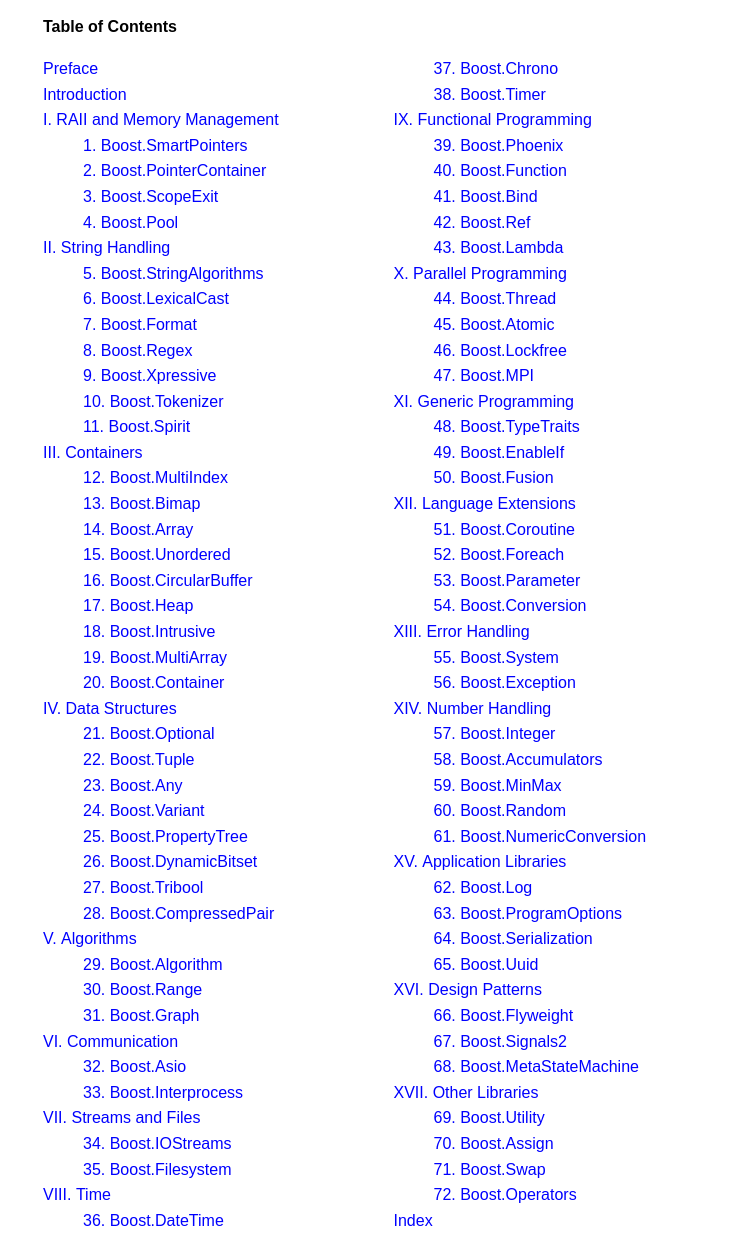 Table of Contents
Preface
Introduction
I. RAII and Memory Management
1. Boost.SmartPointers
2. Boost.PointerContainer
3. Boost.ScopeExit
4. Boost.Pool
II. String Handling
5. Boost.StringAlgorithms
6. Boost.LexicalCast
7. Boost.Format
8. Boost.Regex
9. Boost.Xpressive
10. Boost.Tokenizer
11. Boost.Spirit
III. Containers
12. Boost.MultiIndex
13. Boost.Bimap
14. Boost.Array
15. Boost.Unordered
16. Boost.CircularBuffer
17. Boost.Heap
18. Boost.Intrusive
19. Boost.MultiArray
20. Boost.Container
IV. Data Structures
21. Boost.Optional
22. Boost.Tuple
23. Boost.Any
24. Boost.Variant
25. Boost.PropertyTree
26. Boost.DynamicBitset
27. Boost.Tribool
28. Boost.CompressedPair
V. Algorithms
29. Boost.Algorithm
30. Boost.Range
31. Boost.Graph
VI. Communication
32. Boost.Asio
33. Boost.Interprocess
VII. Streams and Files
34. Boost.IOStreams
35. Boost.Filesystem
VIII. Time
36. Boost.DateTime
37. Boost.Chrono
38. Boost.Timer
IX. Functional Programming
39. Boost.Phoenix
40. Boost.Function
41. Boost.Bind
42. Boost.Ref
43. Boost.Lambda
X. Parallel Programming
44. Boost.Thread
45. Boost.Atomic
46. Boost.Lockfree
47. Boost.MPI
XI. Generic Programming
48. Boost.TypeTraits
49. Boost.EnableIf
50. Boost.Fusion
XII. Language Extensions
51. Boost.Coroutine
52. Boost.Foreach
53. Boost.Parameter
54. Boost.Conversion
XIII. Error Handling
55. Boost.System
56. Boost.Exception
XIV. Number Handling
57. Boost.Integer
58. Boost.Accumulators
59. Boost.MinMax
60. Boost.Random
61. Boost.NumericConversion
XV. Application Libraries
62. Boost.Log
63. Boost.ProgramOptions
64. Boost.Serialization
65. Boost.Uuid
XVI. Design Patterns
66. Boost.Flyweight
67. Boost.Signals2
68. Boost.MetaStateMachine
XVII. Other Libraries
69. Boost.Utility
70. Boost.Assign
71. Boost.Swap
72. Boost.Operators
Index